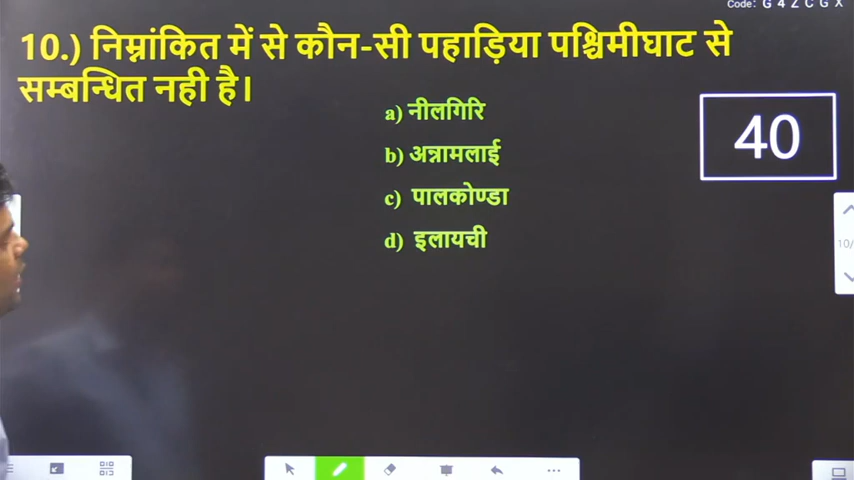 Code: G 4 Z C G X
10.) निम्नांकित में से कौन-सी पहाड़िया पश्चिमीघाट से
सम्बन्धित नही है।
a) नीलगिरि
b) अन्नामलाई
c) पालकोण्डा
d) इलायची
40
10/